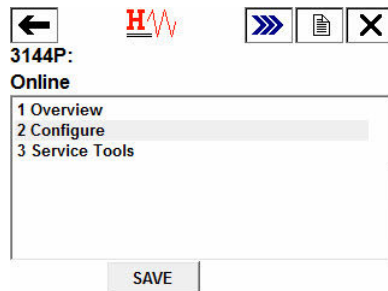 H
3144P:
Online
1 Overview
2 Configure
3 Service Tools
SAVE